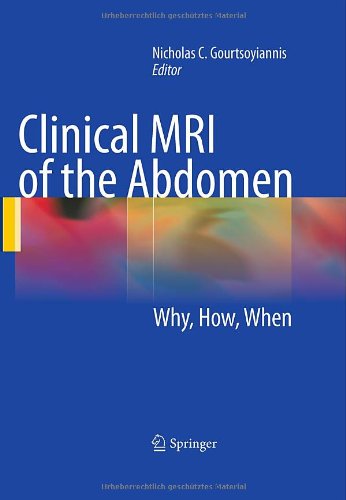 Urheberrechtlich geschütztes Material
Nicholas C. Gourtsoyiannis
Editor
Clinical MRI
of the Abdomen
Why, How, When
Springer
Urheberrechtlich geschütztes Material